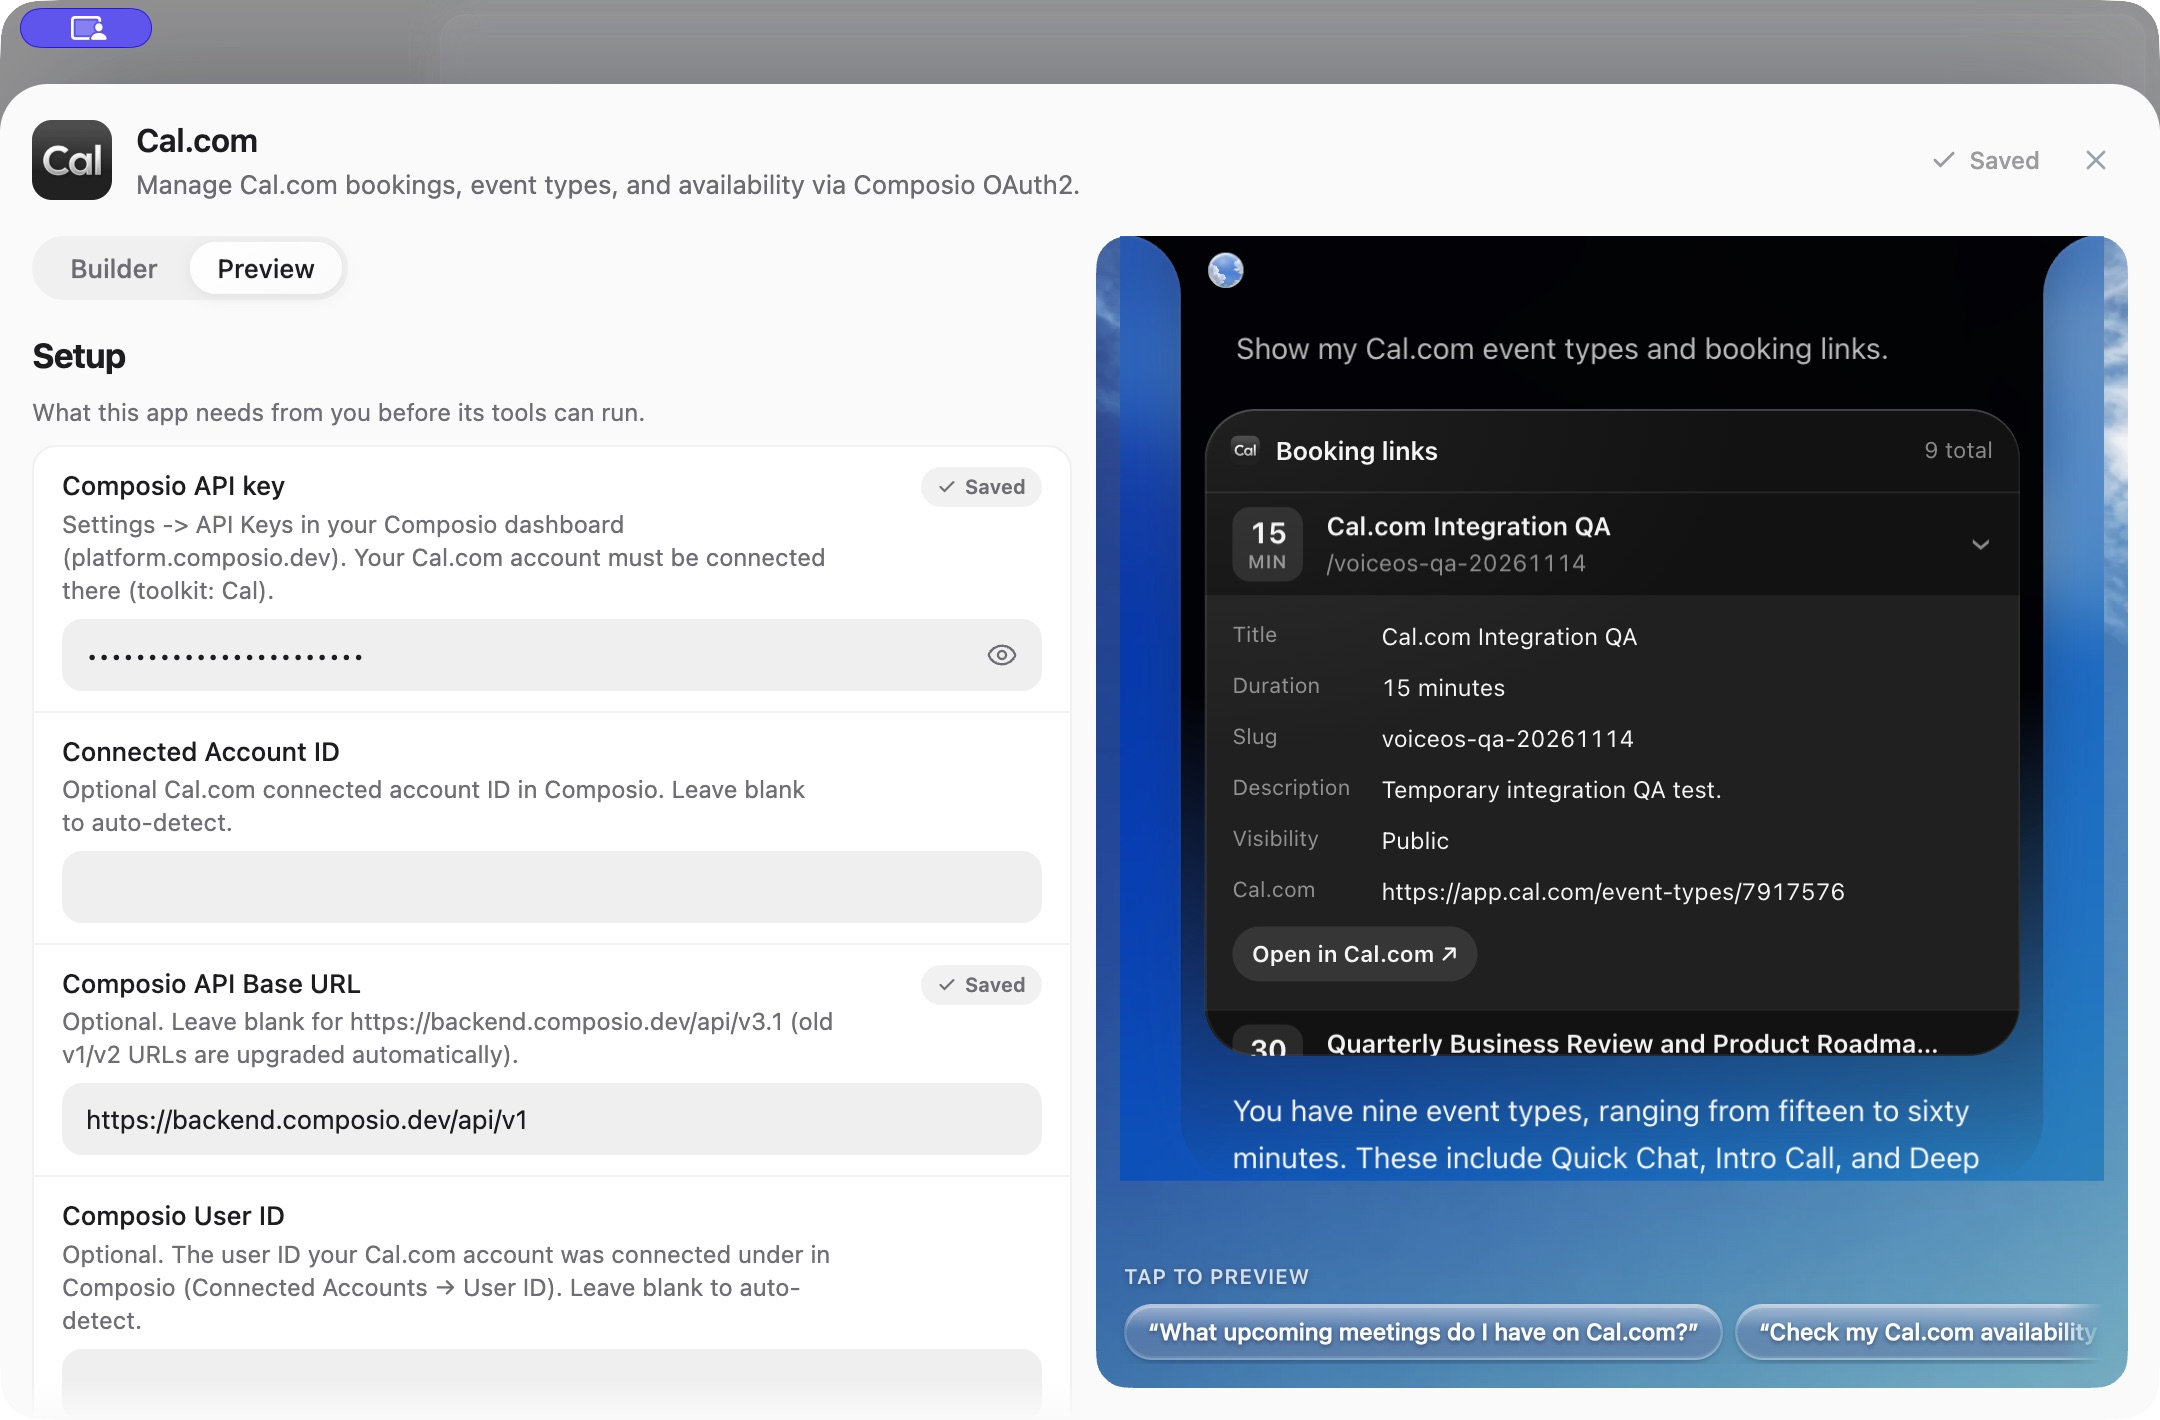 Cal
Cal.com
Manage Cal.com bookings, event types, and availability via Composio OAuth2.
Saved
Builder
Preview
Setup
What this app needs from you before its tools can run.
Composio API key
Saved
Settings -> API Keys in your Composio dashboard
(platform.composio.dev). Your Cal.com account must be connected
there (toolkit: Cal).
•••••••••••••••••••••••
Connected Account ID
Optional Cal.com connected account ID in Composio. Leave blank
to auto-detect.
Composio API Base URL
Saved
Optional. Leave blank for https://backend.composio.dev/api/v3.1 (old
v1/v2 URLs are upgraded automatically).
https://backend.composio.dev/api/v1
Composio User ID
Optional. The user ID your Cal.com account was connected under in
Composio (Connected Accounts → User ID). Leave blank to auto-
detect.
Show my Cal.com event types and booking links.
Cal
Booking links
9 total
15
MIN
Cal.com Integration QA
/voiceos-qa-20261114
Title
Cal.com Integration QA
Duration
15 minutes
Slug
voiceos-qa-20261114
Description
Temporary integration QA test.
Visibility
Public
Cal.com
https://app.cal.com/event-types/7917576
Open in Cal.com ↗
30
Quarterly Business Review and Product Roadma...
You have nine event types, ranging from fifteen to sixty
minutes. These include Quick Chat, Intro Call, and Deep
TAP TO PREVIEW
“What upcoming meetings do I have on Cal.com?”
“Check my Cal.com availability